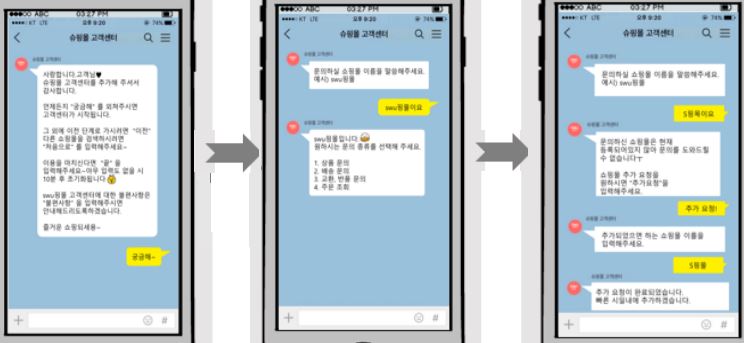 ●●●○○ ABC 03:27 PM
●●●●○ KT LTE 오후 9:20 74%
쇼핑몰 고객센터
쇼핑몰 고객센터
사랑합니다.고객님♥
쇼핑몰 고객센터를 추가해 주셔서
감사합니다.
언제든지 "궁금해" 를 외쳐주시면
고객센터가 시작됩니다.
그 외에 이전 단계로 가시려면 "이전"
다른 쇼핑몰을 검색하시려면
"처음으로" 를 입력해주세요~
이용을 마치신다면 "끝" 을
입력해주세요~아무 입력도 없을 시
10분 후 초기화됩니다
swu핑몰 고객센터에 대한 불편사항은
"불편사항" 을 입력해주시면
안내해드리도록하겠습니다.
즐거운 쇼핑되세용~
궁금해~
+ #
●●●○○ ABC 03:27 PM
●●●●○ KT LTE 오후 9:20 74%
쇼핑몰 고객센터
쇼핑몰 고객센터
문의하실 쇼핑몰 이름을 말씀해주세요.
예시) swu핑몰
swu핑몰이요
쇼핑몰 고객센터
swu핑몰입니다.
원하시는 문의 종류를 선택해 주세요.
1. 상품 문의
2. 배송 문의
3. 교환, 반품 문의
4. 주문 조회
+ #
●●●○○ ABC 03:27 PM
●●●●○ KT LTE 오후 9:20 74%
쇼핑몰 고객센터
쇼핑몰 고객센터
문의하실 쇼핑몰 이름을 말씀해주세요.
예시) swu핑몰
S핑목이요
쇼핑몰 고객센터
문의하신 쇼핑몰은 현재
등록되어있지 않아 문의를 도와드릴
수 없습니다ㅜ
쇼핑몰 추가 요청을
원하시면 "추가요청"을
입력해주세요.
추가 요청!
쇼핑몰 고객센터
추가되었으면 하는 쇼핑몰 이름을
입력해주세요.
S핑몰
쇼핑몰 고객센터
추가 요청이 완료되었습니다.
빠른 시일내에 추가하겠습니다.
+ #